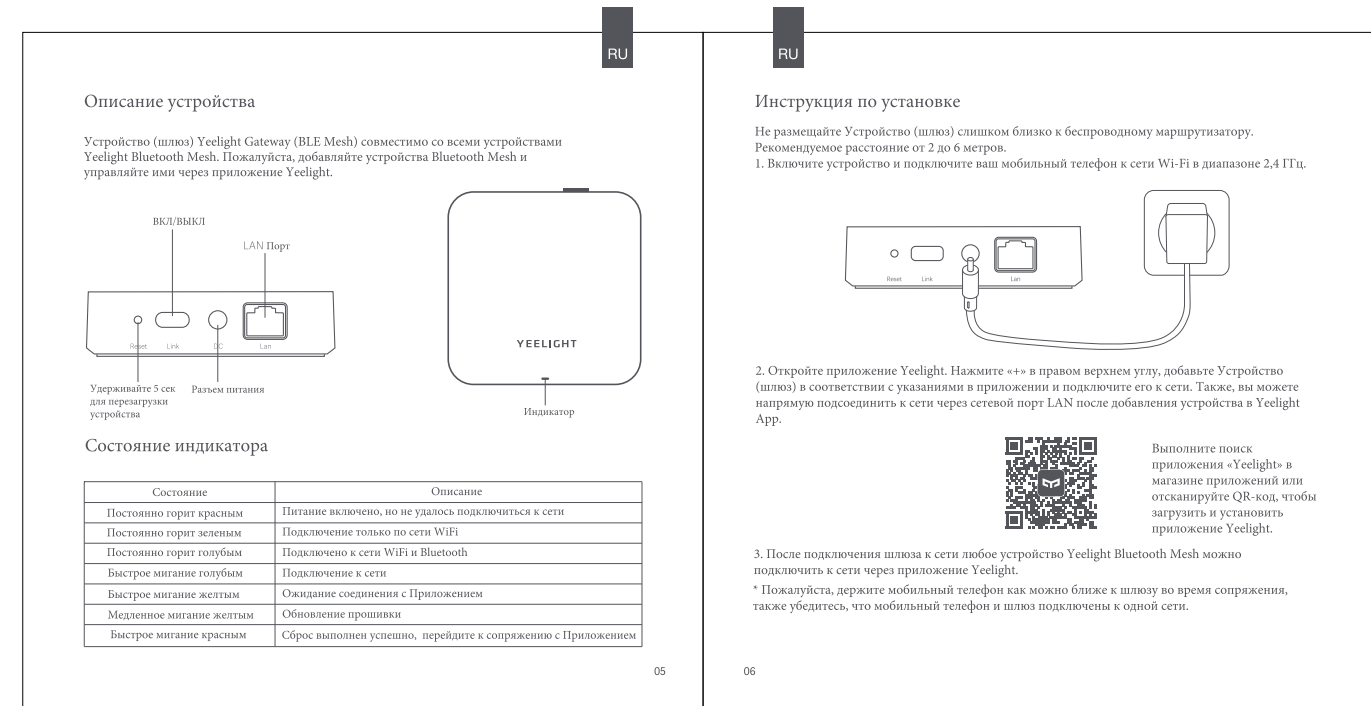 RU
Описание устройства
Устройство (шлюз) Yeelight Gateway (BLE Mesh) совместимо со всеми устройствами
Yeelight Bluetooth Mesh. Пожалуйста, добавляйте устройства Bluetooth Mesh и
управляйте ими через приложение Yeelight.
ВКЛ/ВЫКЛ
LAN Порт
Reset Link DC Lan
Удерживайте 5 сек
для перезагрузки
устройства
Разъем питания
YEELIGHT
Индикатор
Состояние индикатора
Состояние Описание
Постоянно горит красным Питание включено, но не удалось подключиться к сети
Постоянно горит зеленым Подключение только по сети WiFi
Постоянно горит голубым Подключено к сети WiFi и Bluetooth
Быстрое мигание голубым Подключение к сети
Быстрое мигание желтым Ожидание соединения с Приложением
Медленное мигание желтым Обновление прошивки
Быстрое мигание красным Сброс выполнен успешно, перейдите к сопряжению с Приложением
05
RU
Инструкция по установке
Не размещайте Устройство (шлюз) слишком близко к беспроводному маршрутизатору.
Рекомендуемое расстояние от 2 до 6 метров.
1. Включите устройство и подключите ваш мобильный телефон к сети Wi-Fi в диапазоне 2,4 ГГц.
Reset Link Lan
2. Откройте приложение Yeelight. Нажмите «+» в правом верхнем углу, добавьте Устройство
(шлюз) в соответствии с указаниями в приложении и подключите его к сети. Также, вы можете
напрямую подсоединить к сети через сетевой порт LAN после добавления устройства в Yeelight
App.
Выполните поиск
приложения «Yeelight» в
магазине приложений или
отсканируйте QR-код, чтобы
загрузить и установить
приложение Yeelight.
3. После подключения шлюза к сети любое устройство Yeelight Bluetooth Mesh можно
подключить к сети через приложение Yeelight.
* Пожалуйста, держите мобильный телефон как можно ближе к шлюзу во время сопряжения,
также убедитесь, что мобильный телефон и шлюз подключены к одной сети.
06